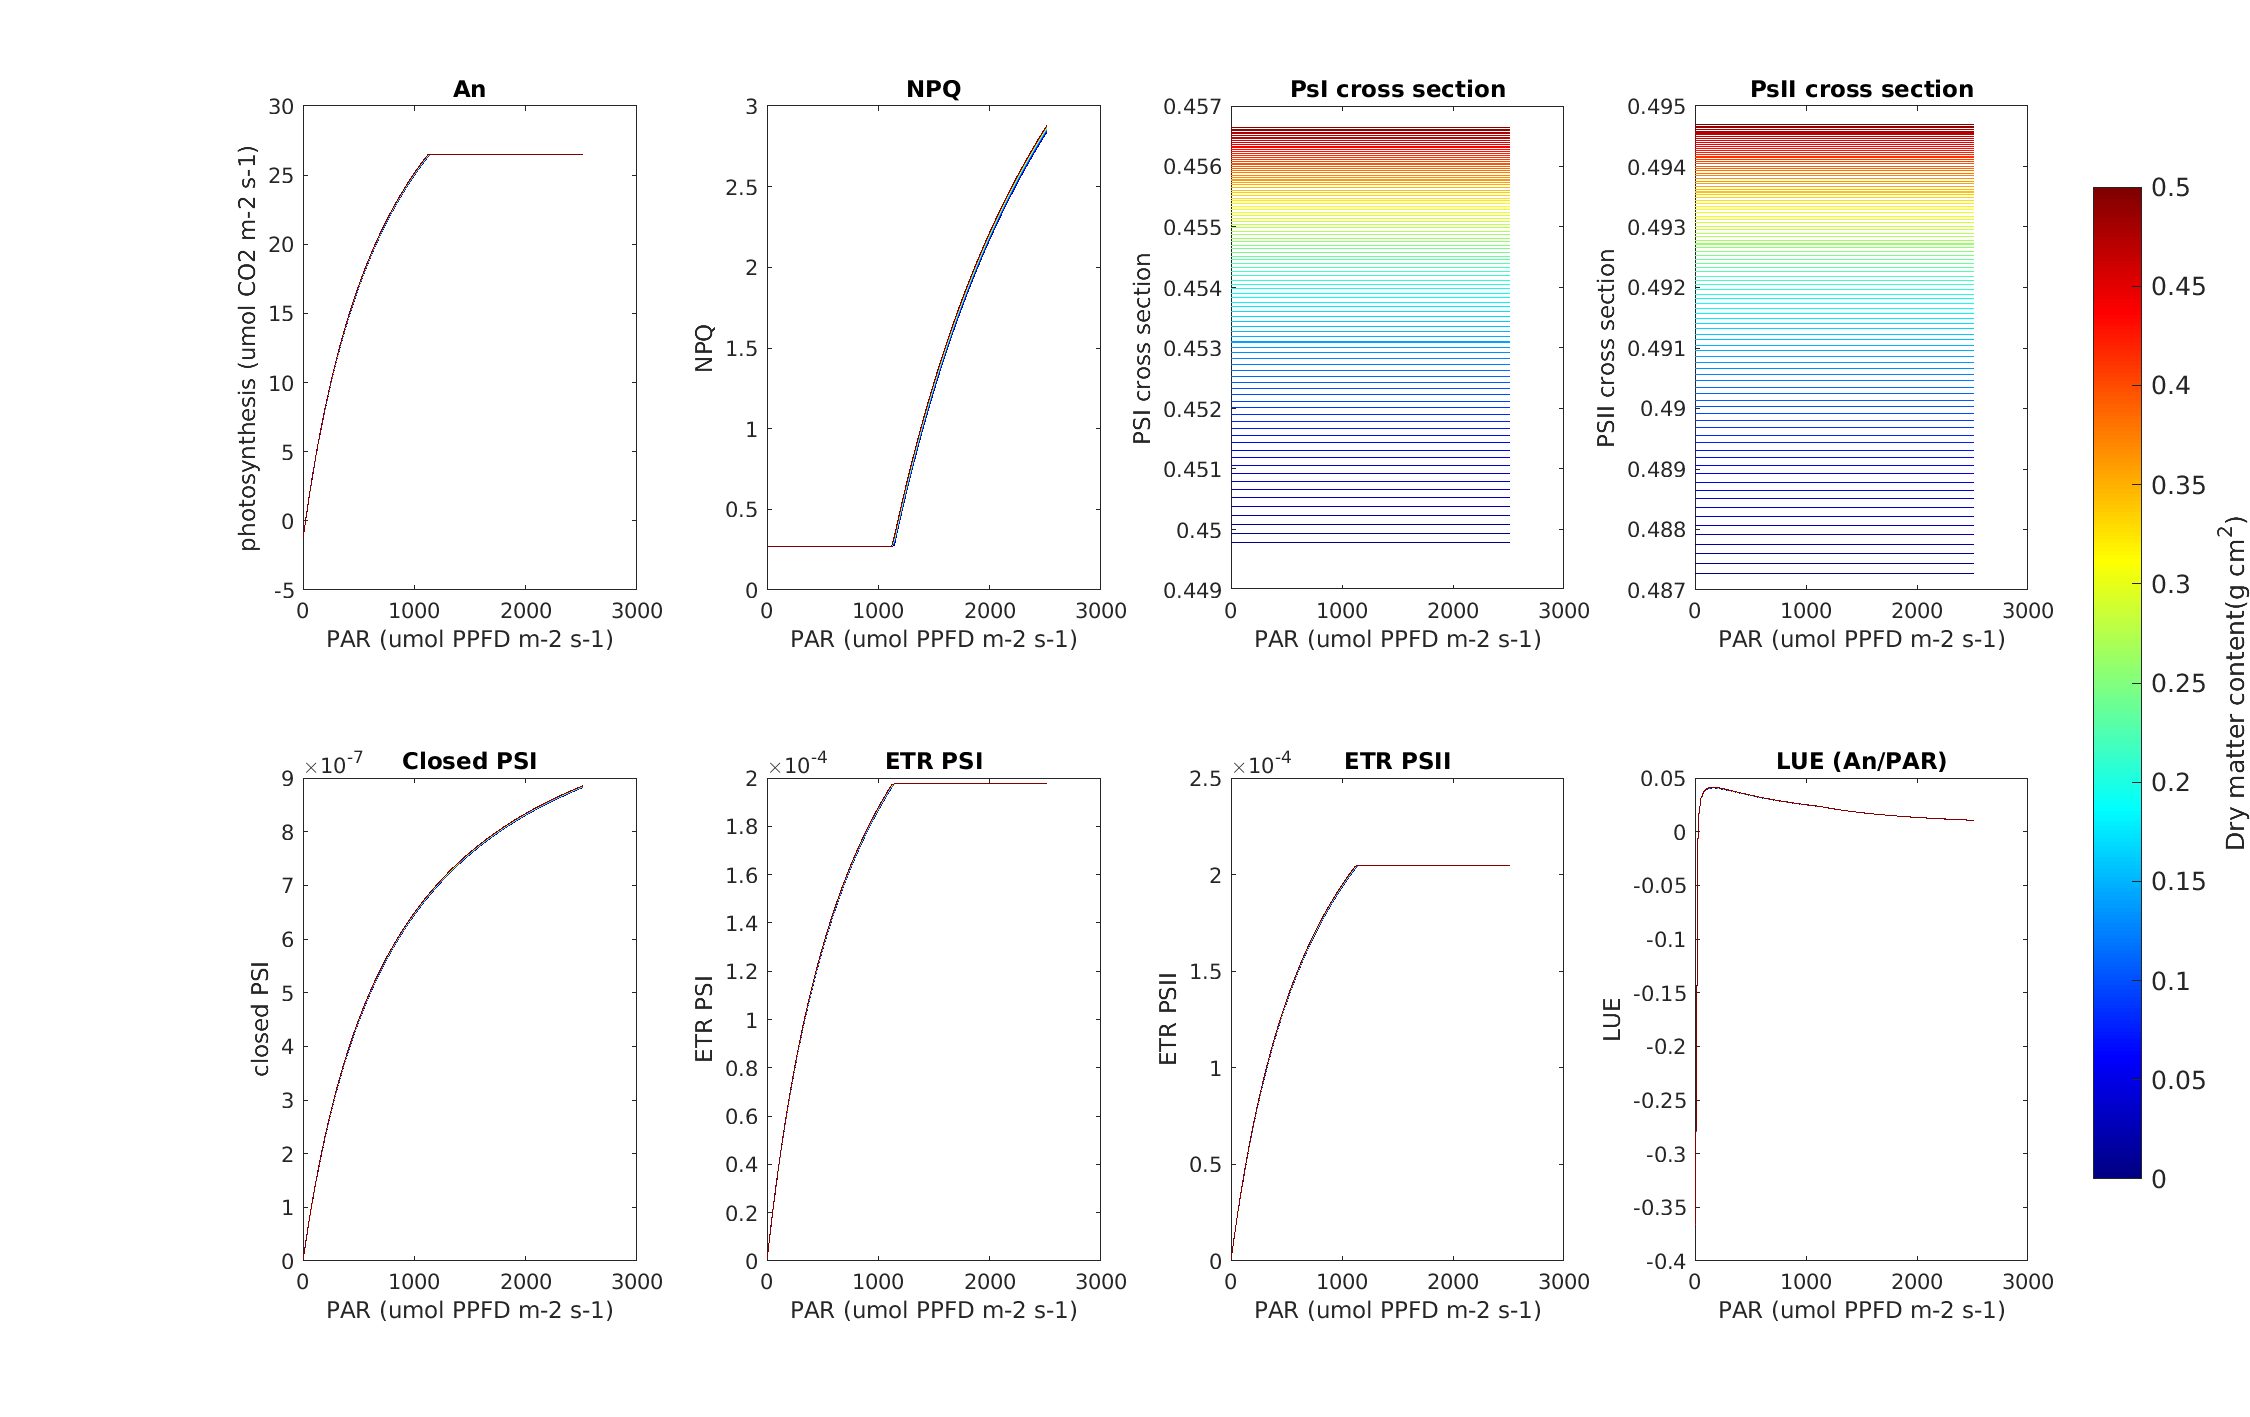 An
30
25
20
15
10
5
0
-5
0 1000 2000 3000
photosynthesis (umol CO2 m-2 s-1)
PAR (umol PPFD m-2 s-1)
NPQ
3
2.5
2
1.5
1
0.5
0
0 1000 2000 3000
NPQ
PAR (umol PPFD m-2 s-1)
PsI cross section
0.457
0.456
0.455
0.454
0.453
0.452
0.451
0.45
0.449
0 1000 2000 3000
PSI cross section
PAR (umol PPFD m-2 s-1)
PsII cross section
0.495
0.494
0.493
0.492
0.491
0.49
0.489
0.488
0.487
0 1000 2000 3000
PSII cross section
PAR (umol PPFD m-2 s-1)
Closed PSI
×10-7
9
8
7
6
5
4
3
2
1
0
0 1000 2000 3000
closed PSI
PAR (umol PPFD m-2 s-1)
ETR PSI
×10-4
2
1.8
1.6
1.4
1.2
1
0.8
0.6
0.4
0.2
0
0 1000 2000 3000
ETR PSI
PAR (umol PPFD m-2 s-1)
ETR PSII
×10-4
2.5
2
1.5
1
0.5
0
0 1000 2000 3000
ETR PSII
PAR (umol PPFD m-2 s-1)
LUE (An/PAR)
0.05
0
-0.05
-0.1
-0.15
-0.2
-0.25
-0.3
-0.35
-0.4
0 1000 2000 3000
LUE
PAR (umol PPFD m-2 s-1)
0.5
0.45
0.4
0.35
0.3
0.25
0.2
0.15
0.1
0.05
0
Dry matter content(g cm2)